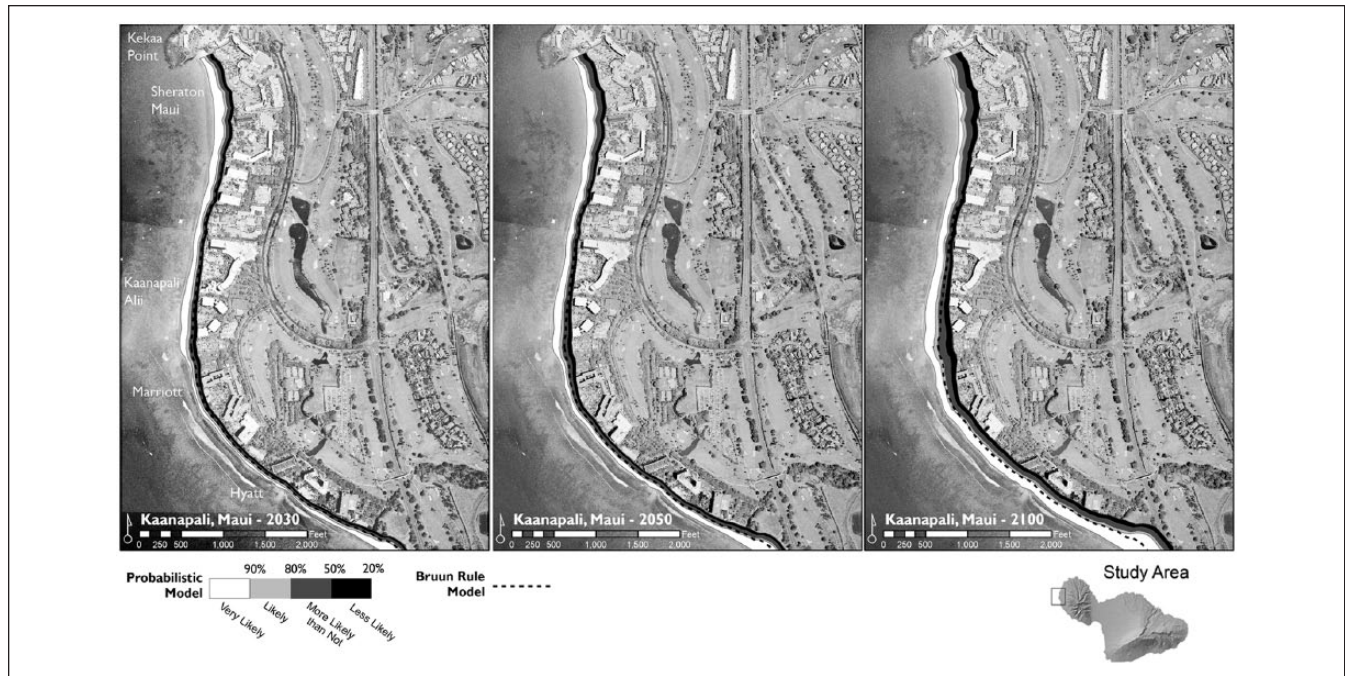 Kekaa
Point
Sheraton
Maui
Kaanapali
Alii
Marriott
Hyatt
Kaanapali, Maui - 2030
Feet
0 250 500 1,000 1,500 2,000
Kaanapali, Maui - 2050
Feet
0 250 500 1,000 1,500 2,000
Kaanapali, Maui - 2100
Feet
0 250 500 1,000 1,500 2,000
90% 80% 50% 20%
Probabilistic
Model
Very Likely
Likely
More Likely
than Not
Less Likely
Bruun Rule
Model
Study Area